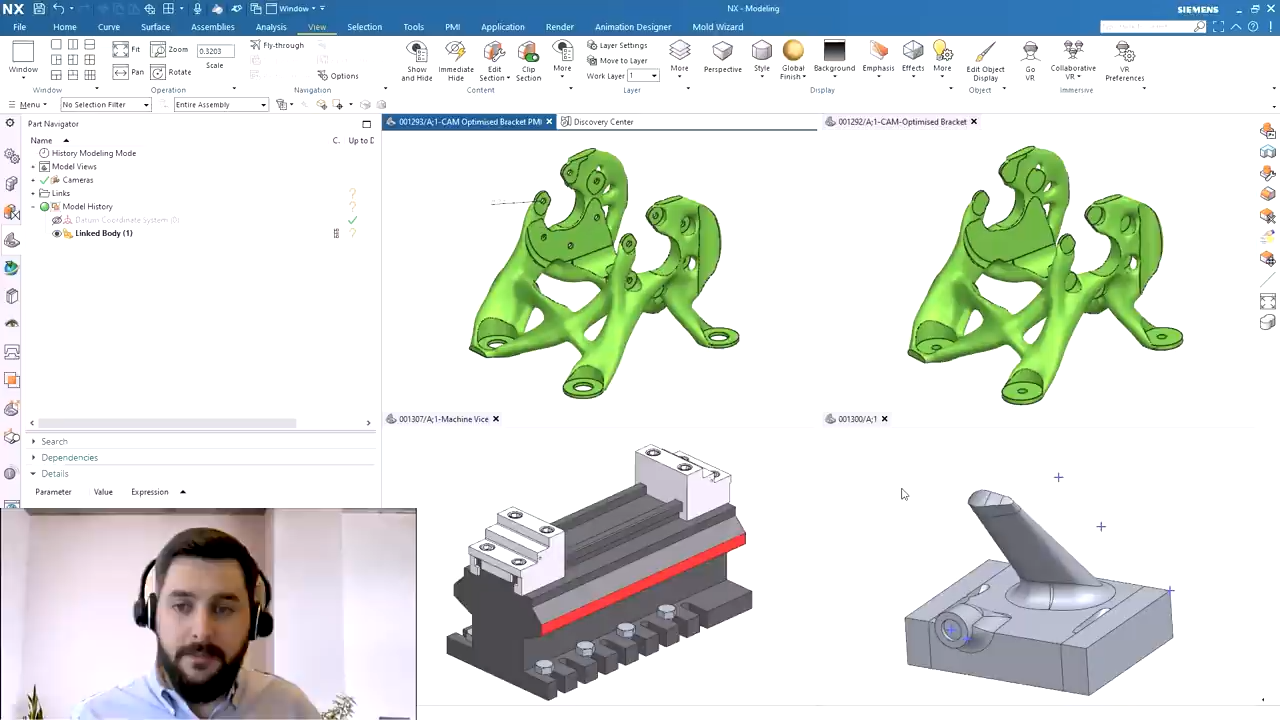 NX
Window
NX - Modeling
SIEMENS
File
Home
Curve
Surface
Assemblies
Analysis
View
Selection
Tools
PMI
Application
Render
Animation Designer
Mold Wizard
Window
Fit
Zoom
0.3203
Scale
Pan
Rotate
Fly-through
Options
Show
and Hide
Immediate
Hide
Edit
Section
Clip
Section
More
Layer Settings
Move to Layer
Work Layer
1
More
Perspective
Style
Global
Finish
Background
Emphasis
Effects
More
Edit Object
Display
Go
VR
Collaborative
VR
VR
Preferences
Window
Operation
Navigation
Content
Layer
Display
Object
Immersive
Menu
No Selection Filter
Entire Assembly
Part Navigator
Name
C.
Up to D
History Modeling Mode
Model Views
Cameras
Links
Model History
Datum Coordinate System (0)
Linked Body (1)
Search
Dependencies
Details
Parameter
Value
Expression
001293/A;1-CAM Optimised Bracket PMI
Discovery Center
001292/A;1-CAM-Optimised Bracket
001307/A;1-Machine Vice
001300/A;1